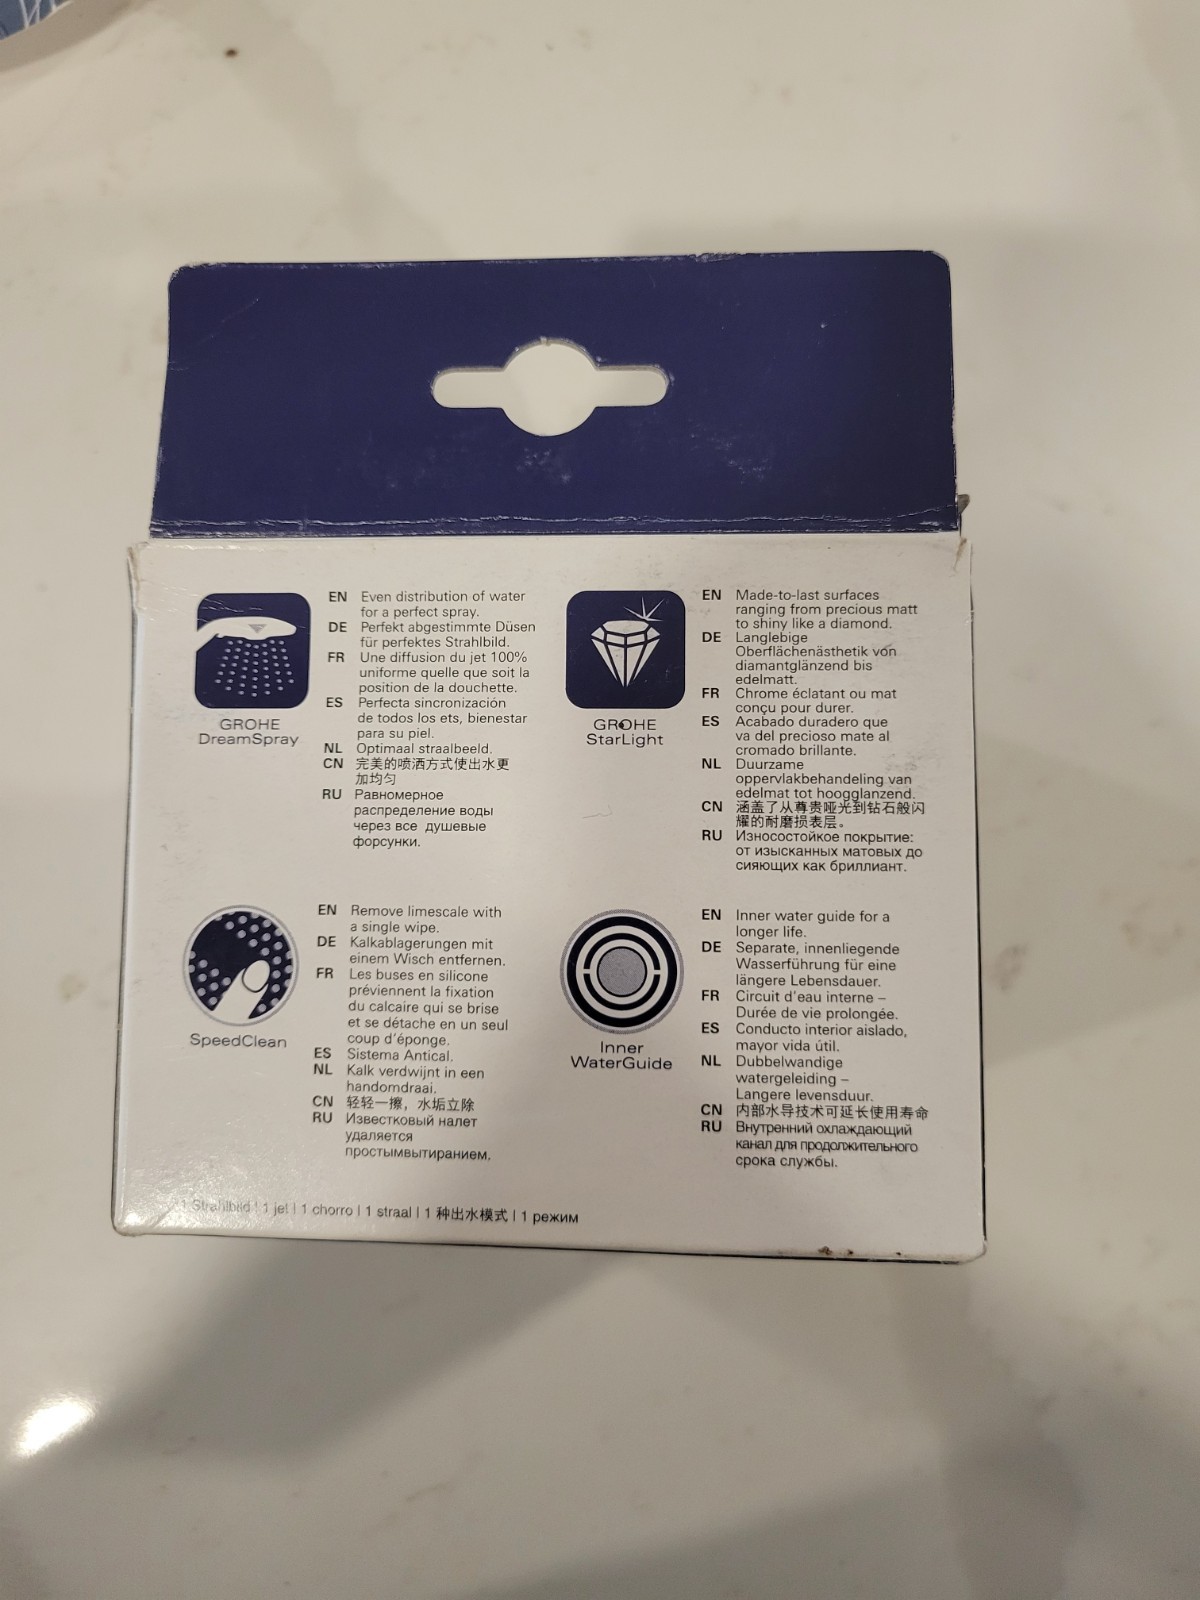 EN Even distribution of water
for a perfect spray.
DE Perfekt abgestimmte Düsen
für perfektes Strahlbild.
FR Une diffusion du jet 100%
uniforme quelle que soit la
position de la douchette.
ES Perfecta sincronización
de todos los ets, bienestar
para su piel.
NL Optimaal straalbeeld.
CN 完美的喷洒方式使出水更
加均匀
RU Равномерное
распределение воды
через все душевые
форсунки.
GROHE
DreamSpray
EN Made-to-last surfaces
ranging from precious matt
to shiny like a diamond.
DE Langlebige
Oberflächenästhetik von
diamantglänzend bis
edelmatt.
FR Chrome éclatant ou mat
conçu pour durer.
ES Acabado duradero que
va del precioso mate al
cromado brillante.
NL Duurzame
oppervlakbehandeling van
edelmat tot hoogglanzend.
CN 涵盖了从尊贵哑光到钻石般闪
耀的耐磨损表层。
RU Износостойкое покрытие:
от изысканных матовых до
сияющих как бриллиант.
GROHE
StarLight
EN Remove limescale with
a single wipe.
DE Kalkablagerungen mit
einem Wisch entfernen.
FR Les buses en silicone
préviennent la fixation
du calcaire qui se brise
et se détache en un seul
coup d'éponge.
ES Sistema Antical.
NL Kalk verdwijnt in een
handomdraai.
CN 轻轻一擦，水垢立除
RU Известковый налет
удаляется
простымвытиранием.
SpeedClean
EN Inner water guide for a
longer life.
DE Separate, innenliegende
Wasserführung für eine
längere Lebensdauer.
FR Circuit d'eau interne –
Durée de vie prolongée.
ES Conducto interior aislado,
mayor vida útil.
NL Dubbelwandige
watergeleiding –
Langere levensduur.
CN 内部水导技术可延长使用寿命
RU Внутренний охлаждающий
канал для продолжительного
срока службы.
Inner
WaterGuide
1 Strahlbild | 1 jet | 1 chorro | 1 straal | 1 种出水模式 | 1 режим